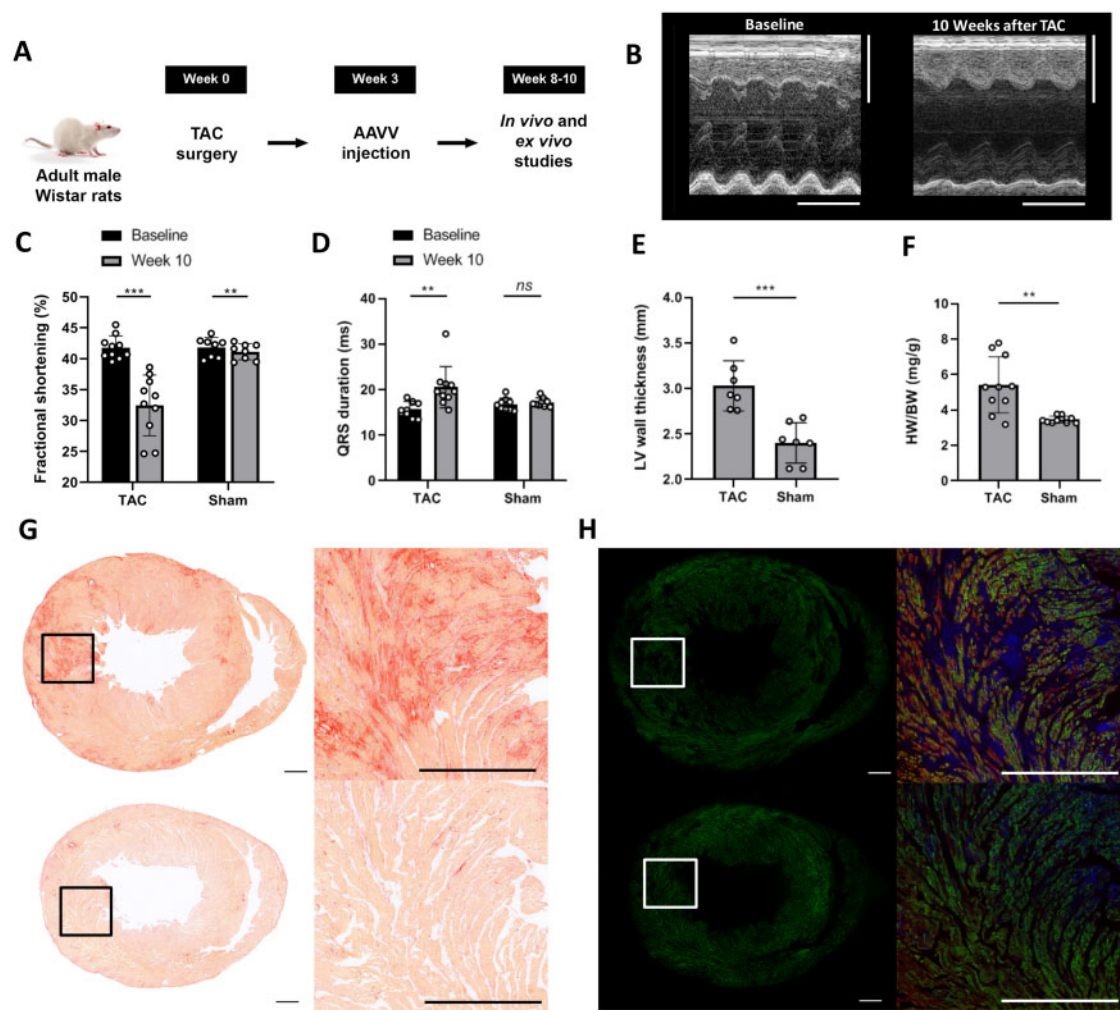 A
Week 0
Week 3
Week 8-10
Adult male
Wistar rats
TAC
surgery
AAVV
injection
In vivo and
ex vivo
studies
B
Baseline
10 Weeks after TAC
C
Baseline
Week 10
Fractional shortening (%)
50
45
40
35
30
25
20
***
**
TAC
Sham
D
Baseline
Week 10
QRS duration (ms)
40
30
20
10
0
**
ns
TAC
Sham
E
LV wall thickness (mm)
4.0
3.5
3.0
2.5
2.0
***
TAC
Sham
F
HW/BW (mg/g)
10
8
6
4
2
0
**
TAC
Sham
G
H